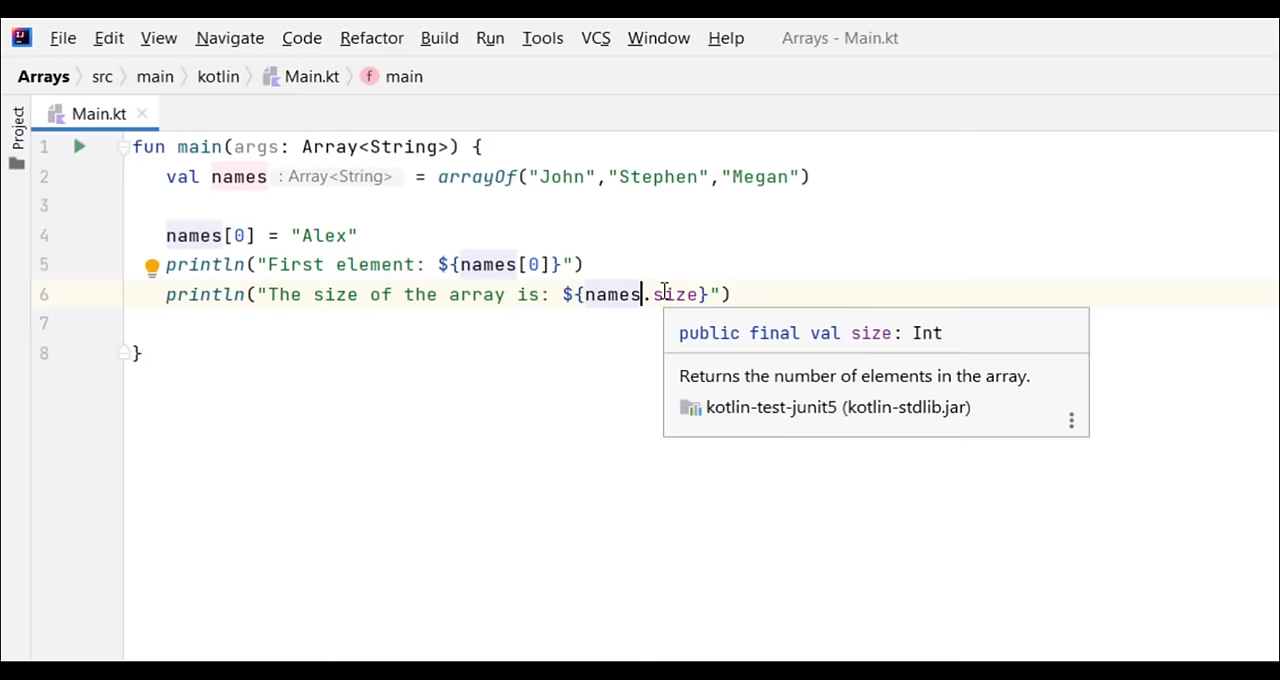 File Edit View Navigate Code Refactor Build Run Tools VCS Window Help Arrays - Main.kt
Arrays src main kotlin Main.kt f main
Project
Main.kt
1 fun main(args: Array<String>) {
2 val names : Array<String> = arrayOf("John","Stephen","Megan")
3
4 names[0] = "Alex"
5 println("First element: ${names[0]}")
6 println("The size of the array is: ${names.size}")
7
8 }
public final val size: Int
Returns the number of elements in the array.
kotlin-test-junit5 (kotlin-stdlib.jar)